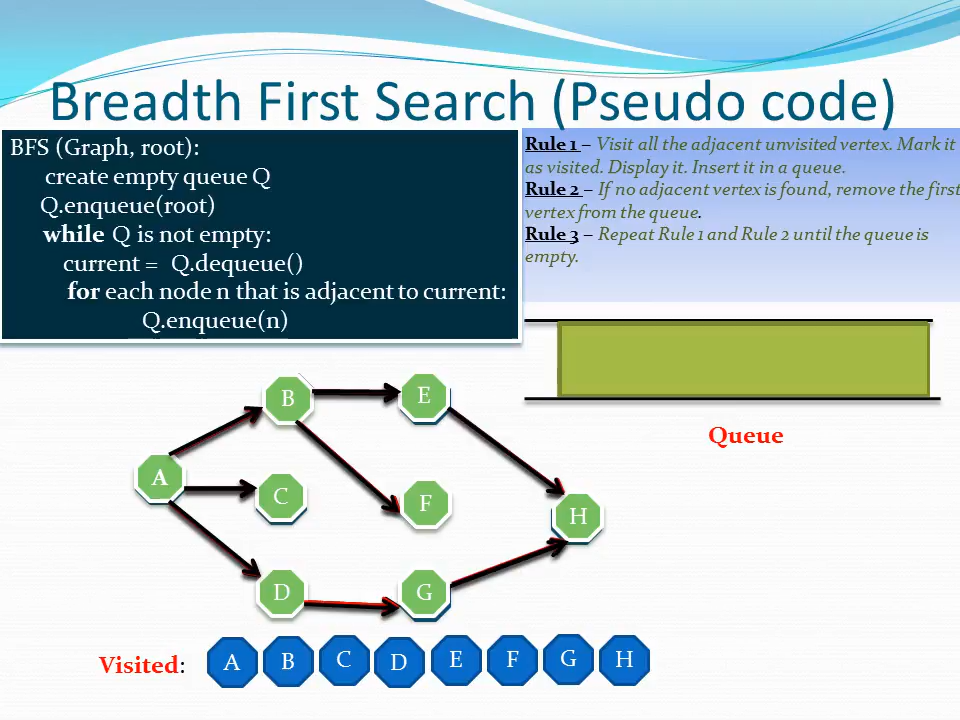 Breadth First Search (Pseudo code)
BFS (Graph, root):
create empty queue Q
Q.enqueue(root)
while Q is not empty:
current = Q.dequeue()
for each node n that is adjacent to current:
Q.enqueue(n)
Rule 1 – Visit all the adjacent unvisited vertex. Mark it
as visited. Display it. Insert it in a queue.
Rule 2 – If no adjacent vertex is found, remove the first
vertex from the queue.
Rule 3 – Repeat Rule 1 and Rule 2 until the queue is
empty.
Queue
B
E
A
C
F
H
D
G
Visited: A B C D E F G H